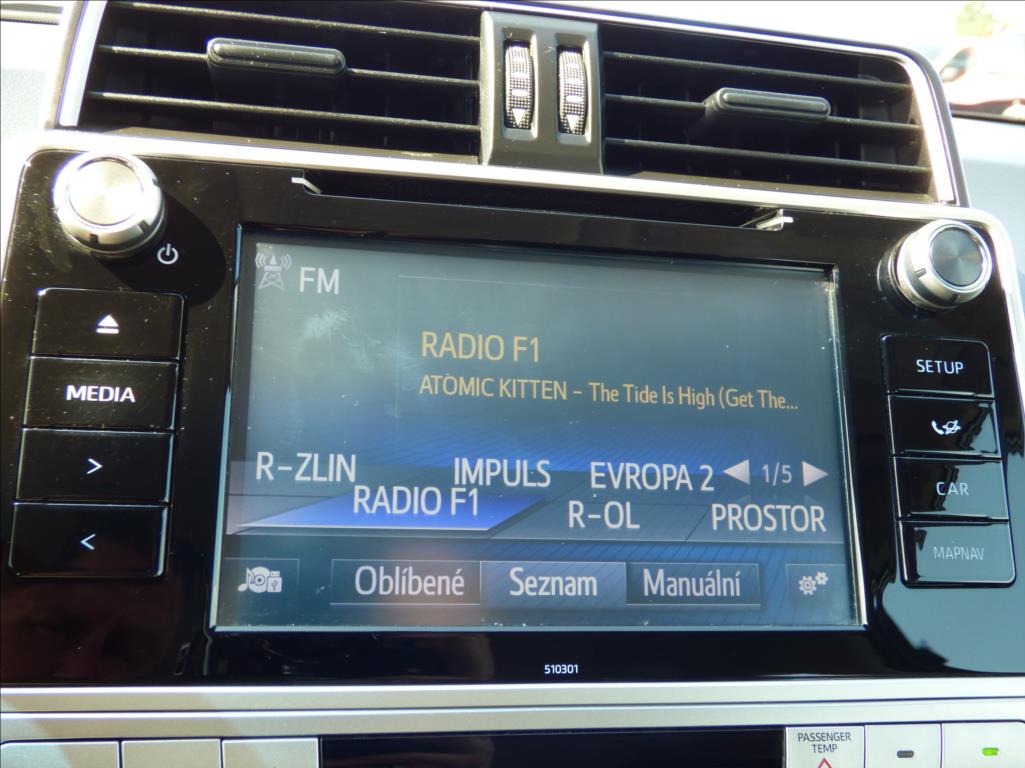 FM
RADIO F1
ATOMIC KITTEN - The Tide Is High (Get The...
R-ZLIN IMPULS EVROPA 2 1/5
RADIO F1 R-OL PROSTOR
Oblíbené Seznam Manuální
MEDIA
>
<
SETUP
CAR
MAPNAV
510301
PASSENGER
TEMP